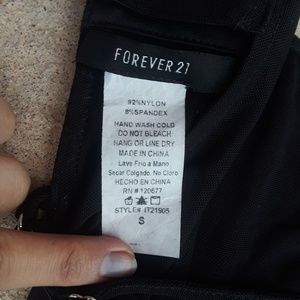 FOREVER 21
92%NYLON
8%SPANDEX
HAND WASH COLD
DO NOT BLEACH
HANG OR LINE DRY
MADE IN CHINA
Lave Frio a Mano
Secar Colgado, No Cloro
HECHO EN CHINA
RN#120677
STYLE# IT21905
S